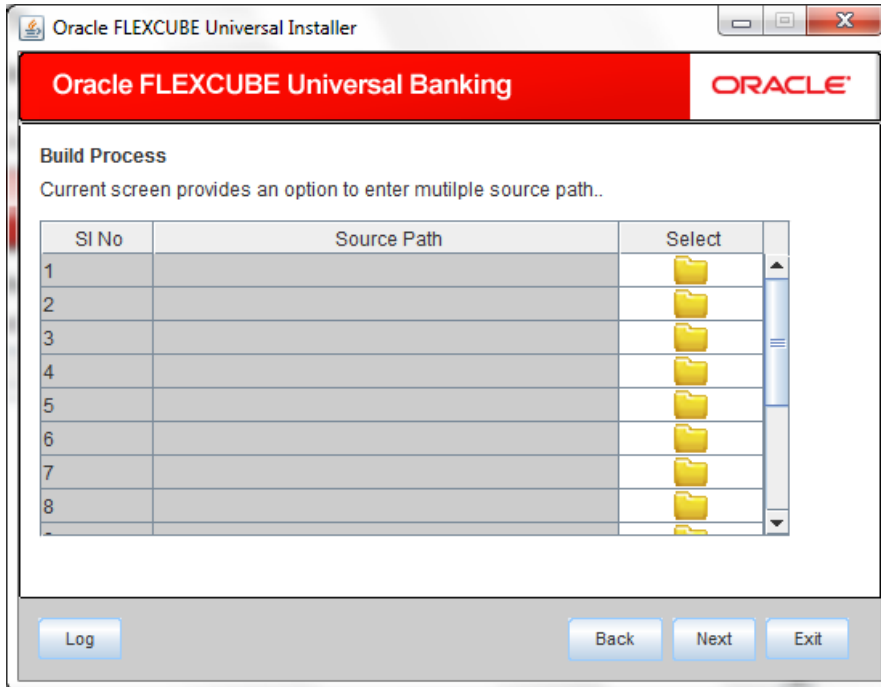 Oracle FLEXCUBE Universal Installer
Oracle FLEXCUBE Universal Banking ORACLE
Build Process
Current screen provides an option to enter mutilple source path..
SI No Source Path Select
1
2
3
4
5
6
7
8
Log Back Next Exit